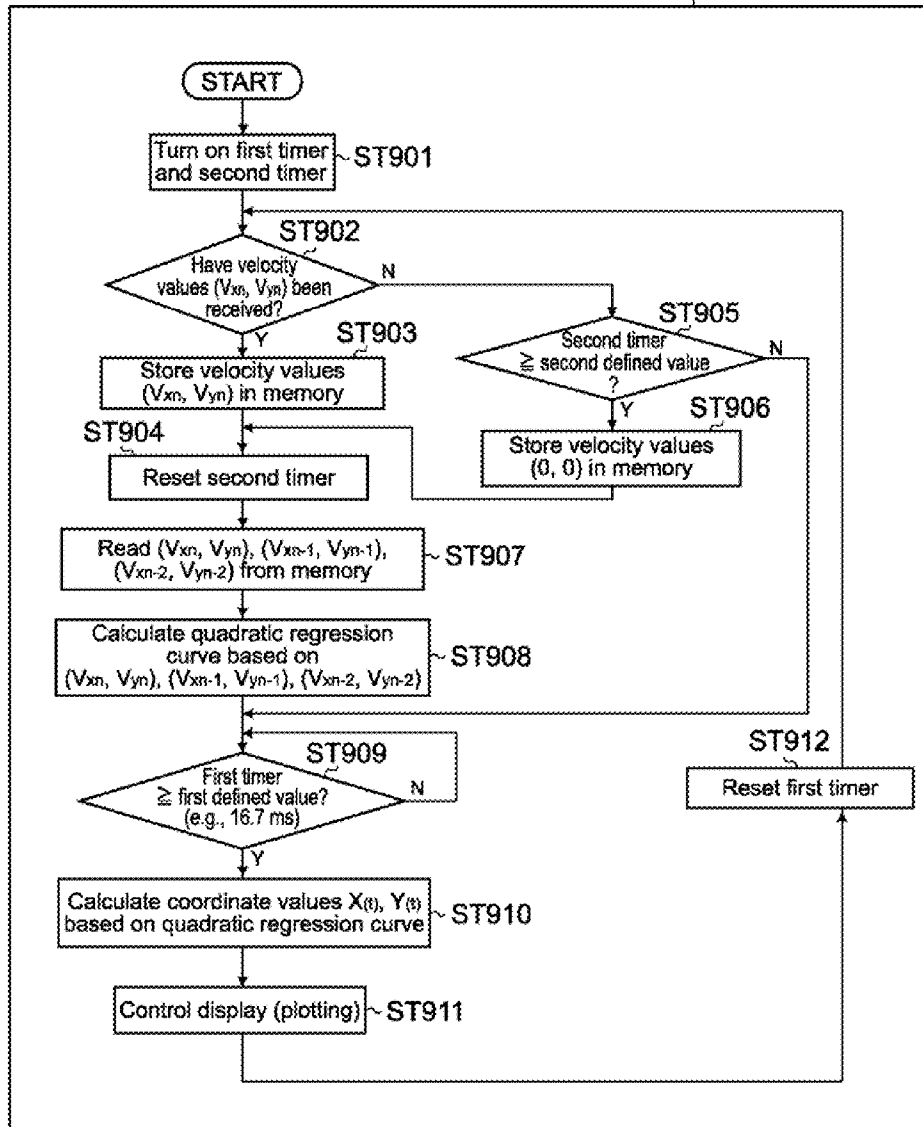 START
Turn on first timer
and second timer
ST901
ST902
Have velocity
values (Vxn, Vyn) been
received?
N
Y
ST903
Store velocity values
(Vxn, Vyn) in memory
ST905
Second timer
≧ second defined value
?
N
Y
ST906
Store velocity values
(0, 0) in memory
ST904
Reset second timer
Read (Vxn, Vyn), (Vxn-1, Vyn-1),
(Vxn-2, Vyn-2) from memory
ST907
Calculate quadratic regression
curve based on
(Vxn, Vyn), (Vxn-1, Vyn-1), (Vxn-2, Vyn-2)
ST908
ST909
First timer
≧ first defined value?
(e.g., 16.7 ms)
N
Y
ST912
Reset first timer
Calculate coordinate values X(t), Y(t)
based on quadratic regression curve
ST910
Control display (plotting)
ST911